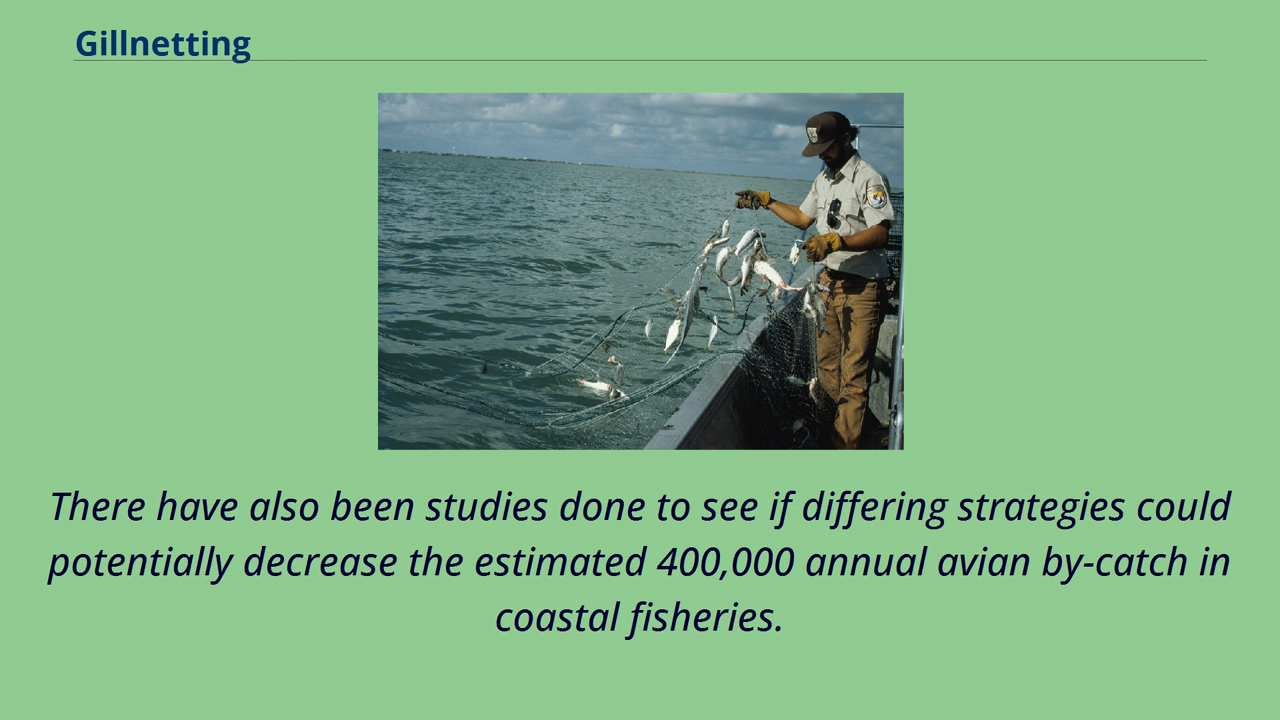 Gillnetting
There have also been studies done to see if differing strategies could
potentially decrease the estimated 400,000 annual avian by-catch in
coastal fisheries.